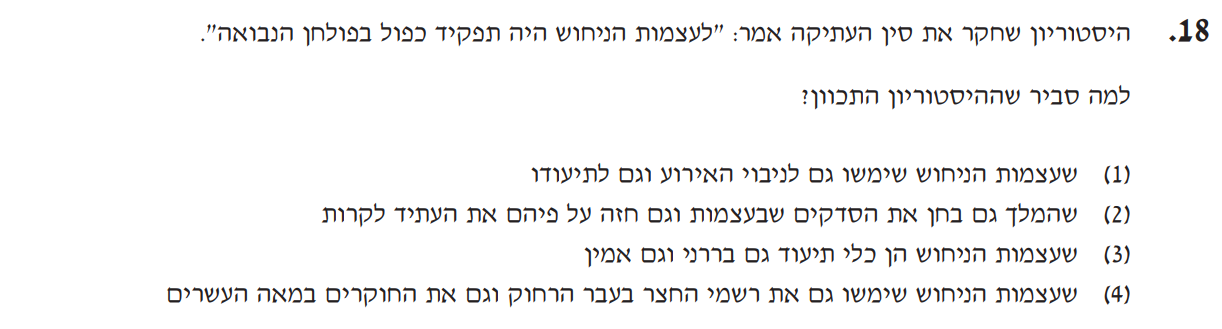 18. היסטוריון שחקר את סין העתיקה אמר: "לעצמות הניחוש היה תפקיד כפול בפולחן הנבואה".
למה סביר שההיסטוריון התכוון?
(1) שעצמות הניחוש שימשו גם לניבוי האירוע וגם לתיעודו
(2) שהמלך גם בחן את הסדקים שבעצמות וגם חזה על פיהם את העתיד לקרות
(3) שעצמות הניחוש הן כלי תיעוד גם בררני וגם אמין
(4) שעצמות הניחוש שימשו גם את רשמי החצר בעבר הרחוק וגם את החוקרים במאה העשרים